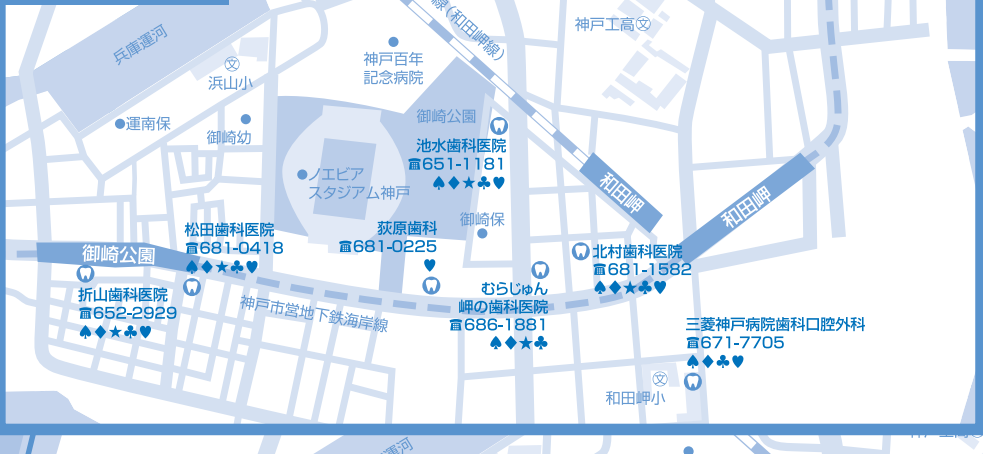 線(和田岬線)
神戸工高
文
兵庫運河
神戸百年
記念病院
文
浜山小
御崎公園
運南保
御崎幼
池水歯科医院
☎651-1181
♠♦★♣♥
ノエビア
スタジアム神戸
和田岬
和田岬
御崎保
松田歯科医院
☎681-0418
♠♦★♣♥
荻原歯科
☎681-0225
♥
御崎公園
北村歯科医院
☎681-1582
♠♦★♣♥
折山歯科医院
☎652-2929
♠♦★♣♥
神戸市営地下鉄海岸線
むらじゅん
岬の歯科医院
☎686-1881
♠♦★♣
三菱神戸病院歯科口腔外科
☎671-7705
♠♦♣♥
文
和田岬小
運河